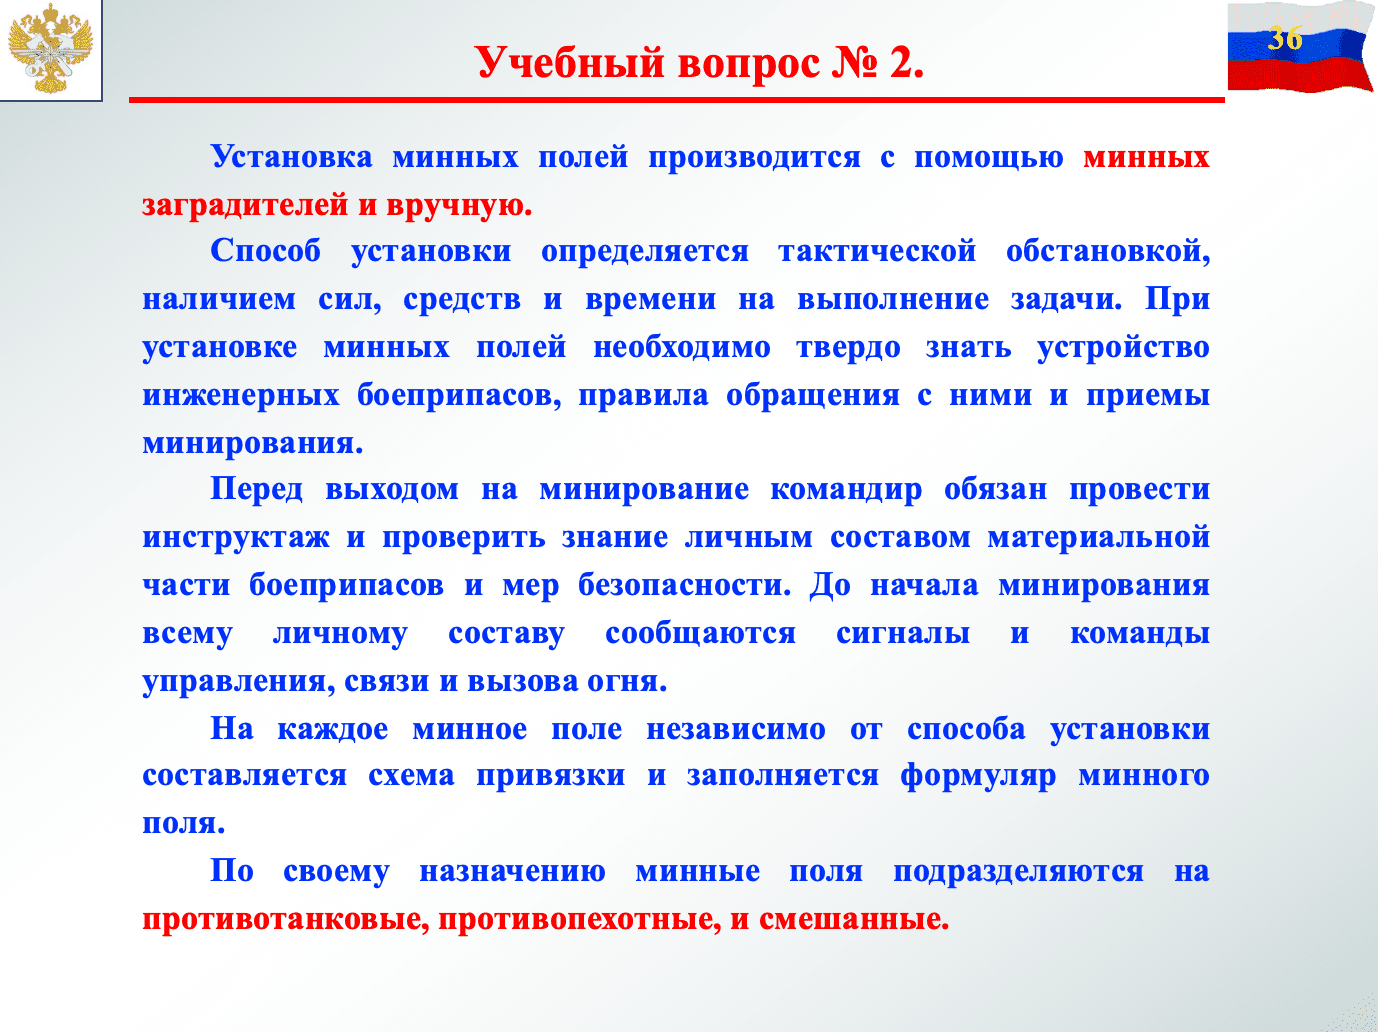 36
Учебный вопрос № 2.
Установка минных полей производится с помощью минных
заградителей и вручную.
Способ установки определяется тактической обстановкой,
наличием сил, средств и времени на выполнение задачи. При
установке минных полей необходимо твердо знать устройство
инженерных боеприпасов, правила обращения с ними и приемы
минирования.
Перед выходом на минирование командир обязан провести
инструктаж и проверить знание личным составом материальной
части боеприпасов и мер безопасности. До начала минирования
всему личному составу сообщаются сигналы и команды
управления, связи и вызова огня.
На каждое минное поле независимо от способа установки
составляется схема привязки и заполняется формуляр минного
поля.
По своему назначению минные поля подразделяются на
противотанковые, противопехотные, и смешанные.